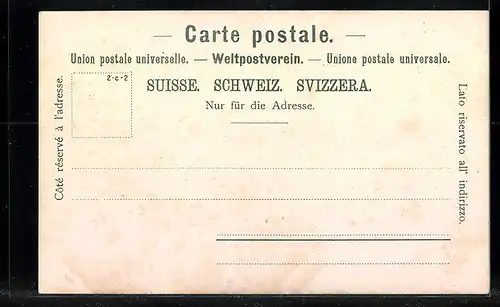 — Carte postale. —
Union postale universelle. — Weltpostverein. — Unione postale universale.
2-c-2
SUISSE. SCHWEIZ. SVIZZERA.
Nur für die Adresse.
Côté réservé à l'adresse.
Lato riservato all' indirizzo.